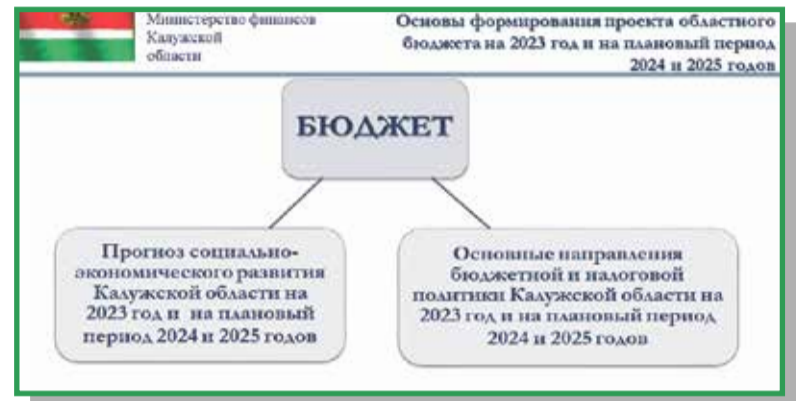 Министерство финансов
Калужской
области
Основы формирования проекта областного
бюджета на 2023 год и на плановый период
2024 и 2025 годов
БЮДЖЕТ
Прогноз социально-
экономического развития
Калужской области на
2023 год и на плановый
период 2024 и 2025 годов
Основные направления
бюджетной и налоговой
политики Калужской области на
2023 год и на плановый период
2024 и 2025 годов